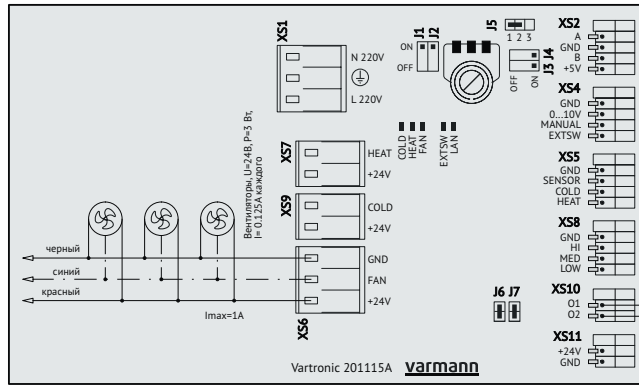 XS1
N 220V
L 220V
J1 J2
ON
OFF
J5
1 2 3
J3 J4
OFF
ON
XS2
A
GND
B
+5V
XS4
GND
0...10V
MANUAL
EXTSW
COLD
HEAT
FAN
EXTSW
LAN
XS5
GND
SENSOR
COLD
HEAT
XS7
HEAT
+24V
XS9
COLD
+24V
Вентиляторы, U=24В, P=3 Вт,
I= 0.125А каждого
XS8
GND
HI
MED
LOW
черный
синий
красный
GND
FAN
+24V
XS6
Imax=1A
J6 J7
XS10
O1
O2
XS11
+24V
GND
Vartronic 201115A
varmann